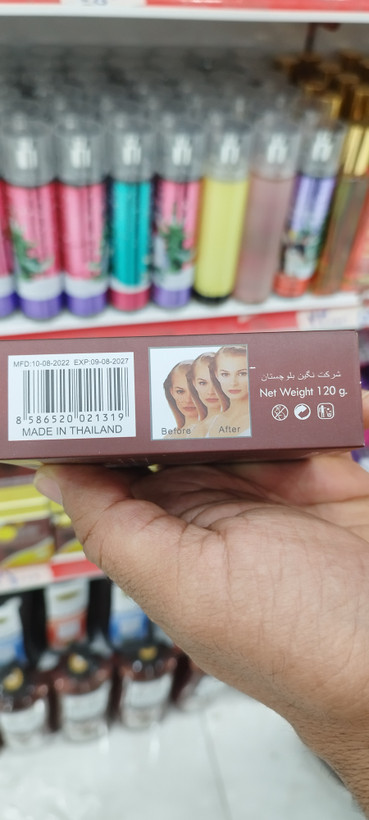 MFD:10-08-2022 EXP:09-08-2027
8 586520 021319
MADE IN THAILAND
Before After
شرکت نگین بلوچستان
Net Weight 120 g.